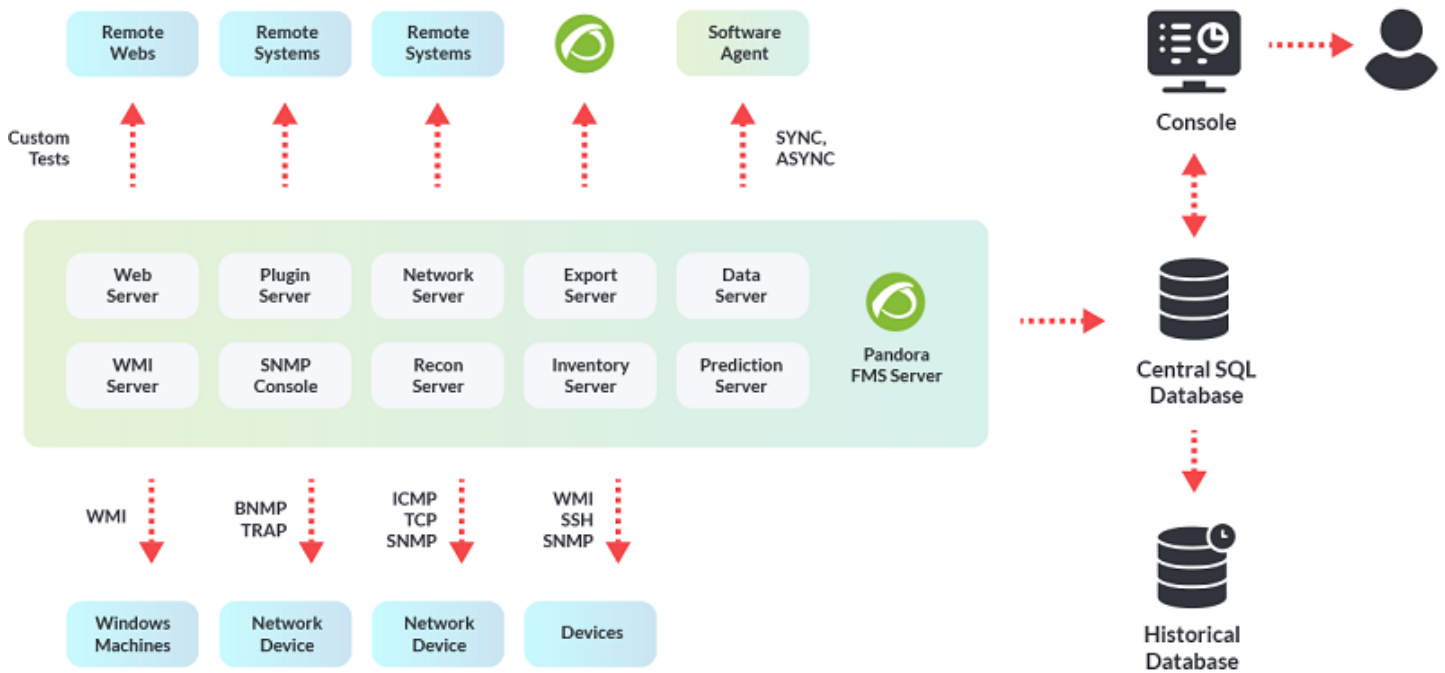 Remote
Webs
Remote
Systems
Remote
Systems
Software
Agent
Custom
Tests
SYNC,
ASYNC
Console
Web
Server
Plugin
Server
Network
Server
Export
Server
Data
Server
WMI
Server
SNMP
Console
Recon
Server
Inventory
Server
Prediction
Server
Pandora
FMS Server
Central SQL
Database
WMI
BNMP
TRAP
ICMP
TCP
SNMP
WMI
SSH
SNMP
Windows
Machines
Network
Device
Network
Device
Devices
Historical
Database